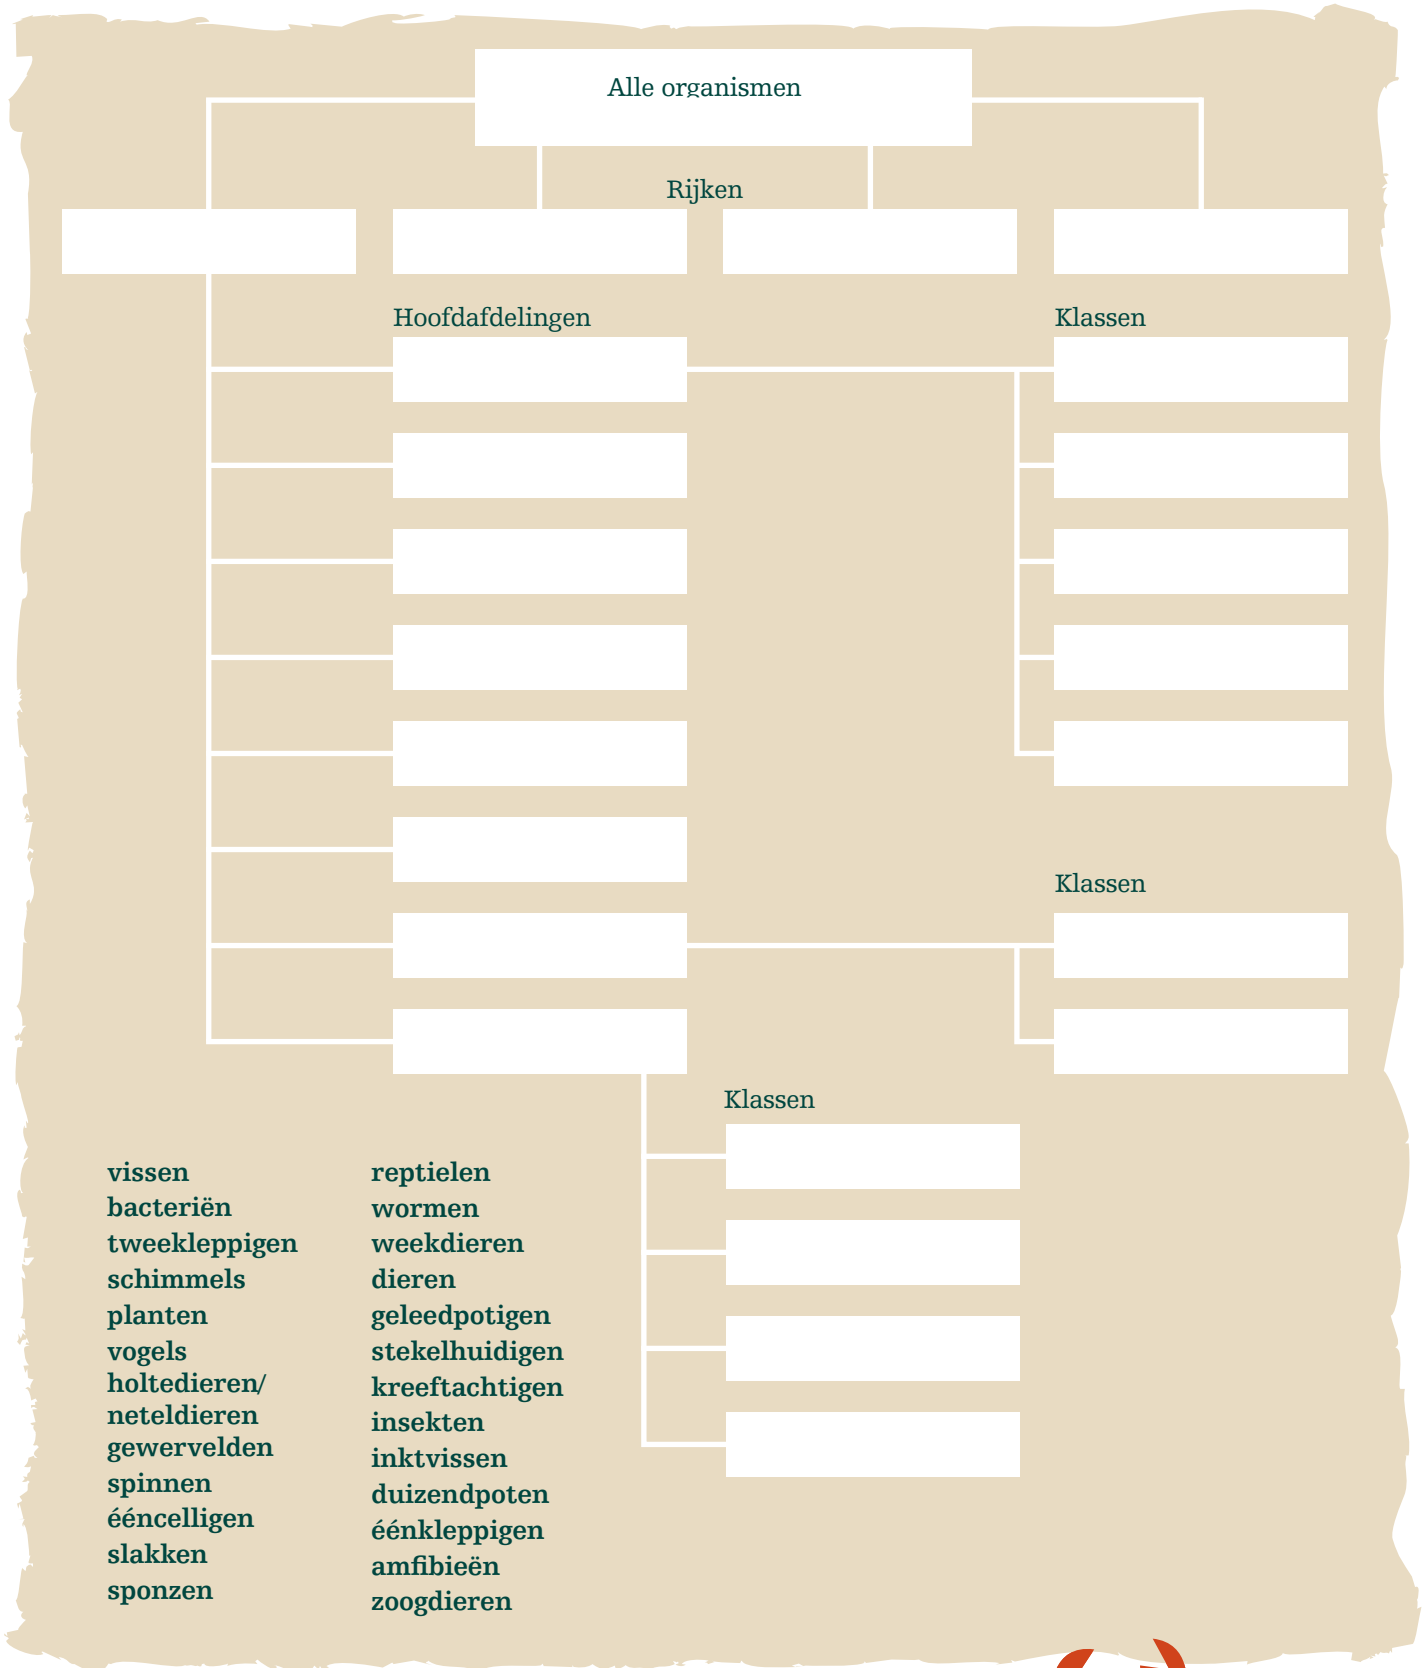 Alle organismen
Rijken
Hoofdafdelingen
Klassen
Klassen
Klassen
vissen
bacteriën
tweekleppigen
schimmels
planten
vogels
holtedieren/
neteldieren
gewervelden
spinnen
ééncelligen
slakken
sponzen
reptielen
wormen
weekdieren
dieren
geleedpotigen
stekelhuidigen
kreeftachtigen
insekten
inktvissen
duizendpoten
éénkleppigen
amfibieën
zoogdieren